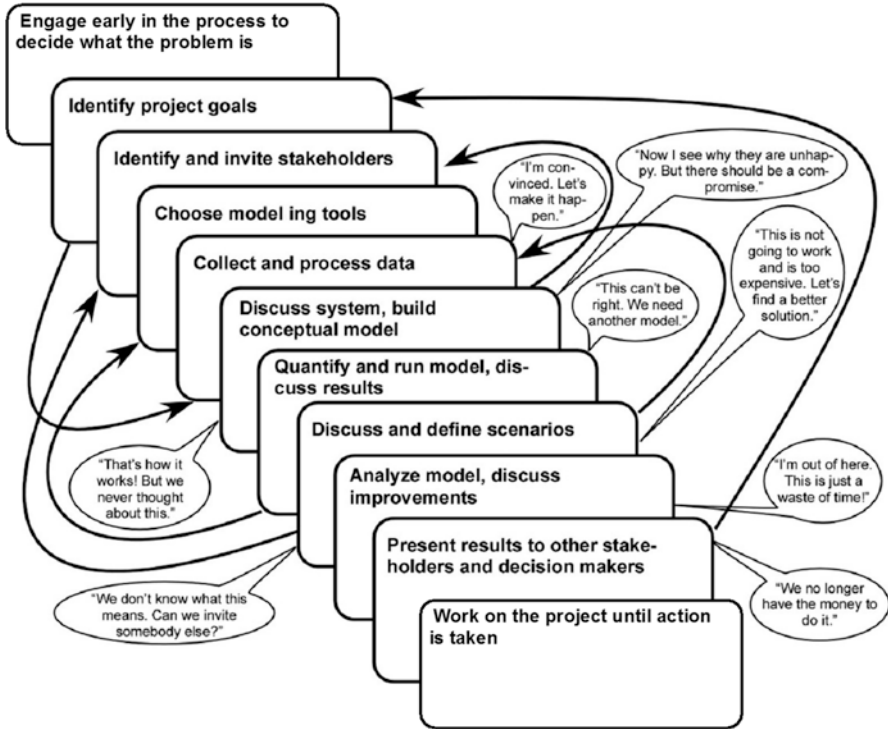 Engage early in the process to
decide what the problem is
Identify project goals
Identify and invite stakeholders
Choose model ing tools
Collect and process data
Discuss system, build
conceptual model
Quantify and run model, dis-
cuss results
Discuss and define scenarios
Analyze model, discuss
improvements
Present results to other stake-
holders and decision makers
Work on the project until action
is taken
"I'm con-
vinced. Let's
make it hap-
pen."
"Now I see why they are unhap-
py. But there should be a com-
promise."
"This is not
going to work
and is too
expensive. Let's
find a better
solution."
"This can't be
right. We need
another model."
"That's how it
works! But we
never thought
about this."
"I'm out of here.
This is just a
waste of time!"
"We don't know what this
means. Can we invite
somebody else?"
"We no longer
have the money to
do it."